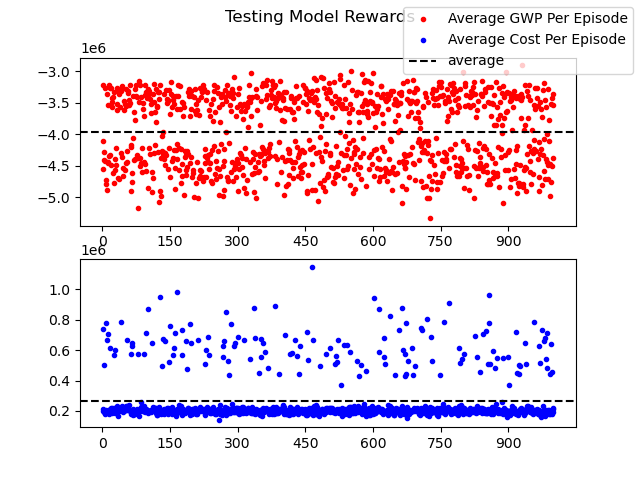 Testing Model Rewards
Average GWP Per Episode
Average Cost Per Episode
average
1e6
−3.0
−3.5
−4.0
−4.5
−5.0
0 150 300 450 600 750 900
1e6
1.0
0.8
0.6
0.4
0.2
0 150 300 450 600 750 900